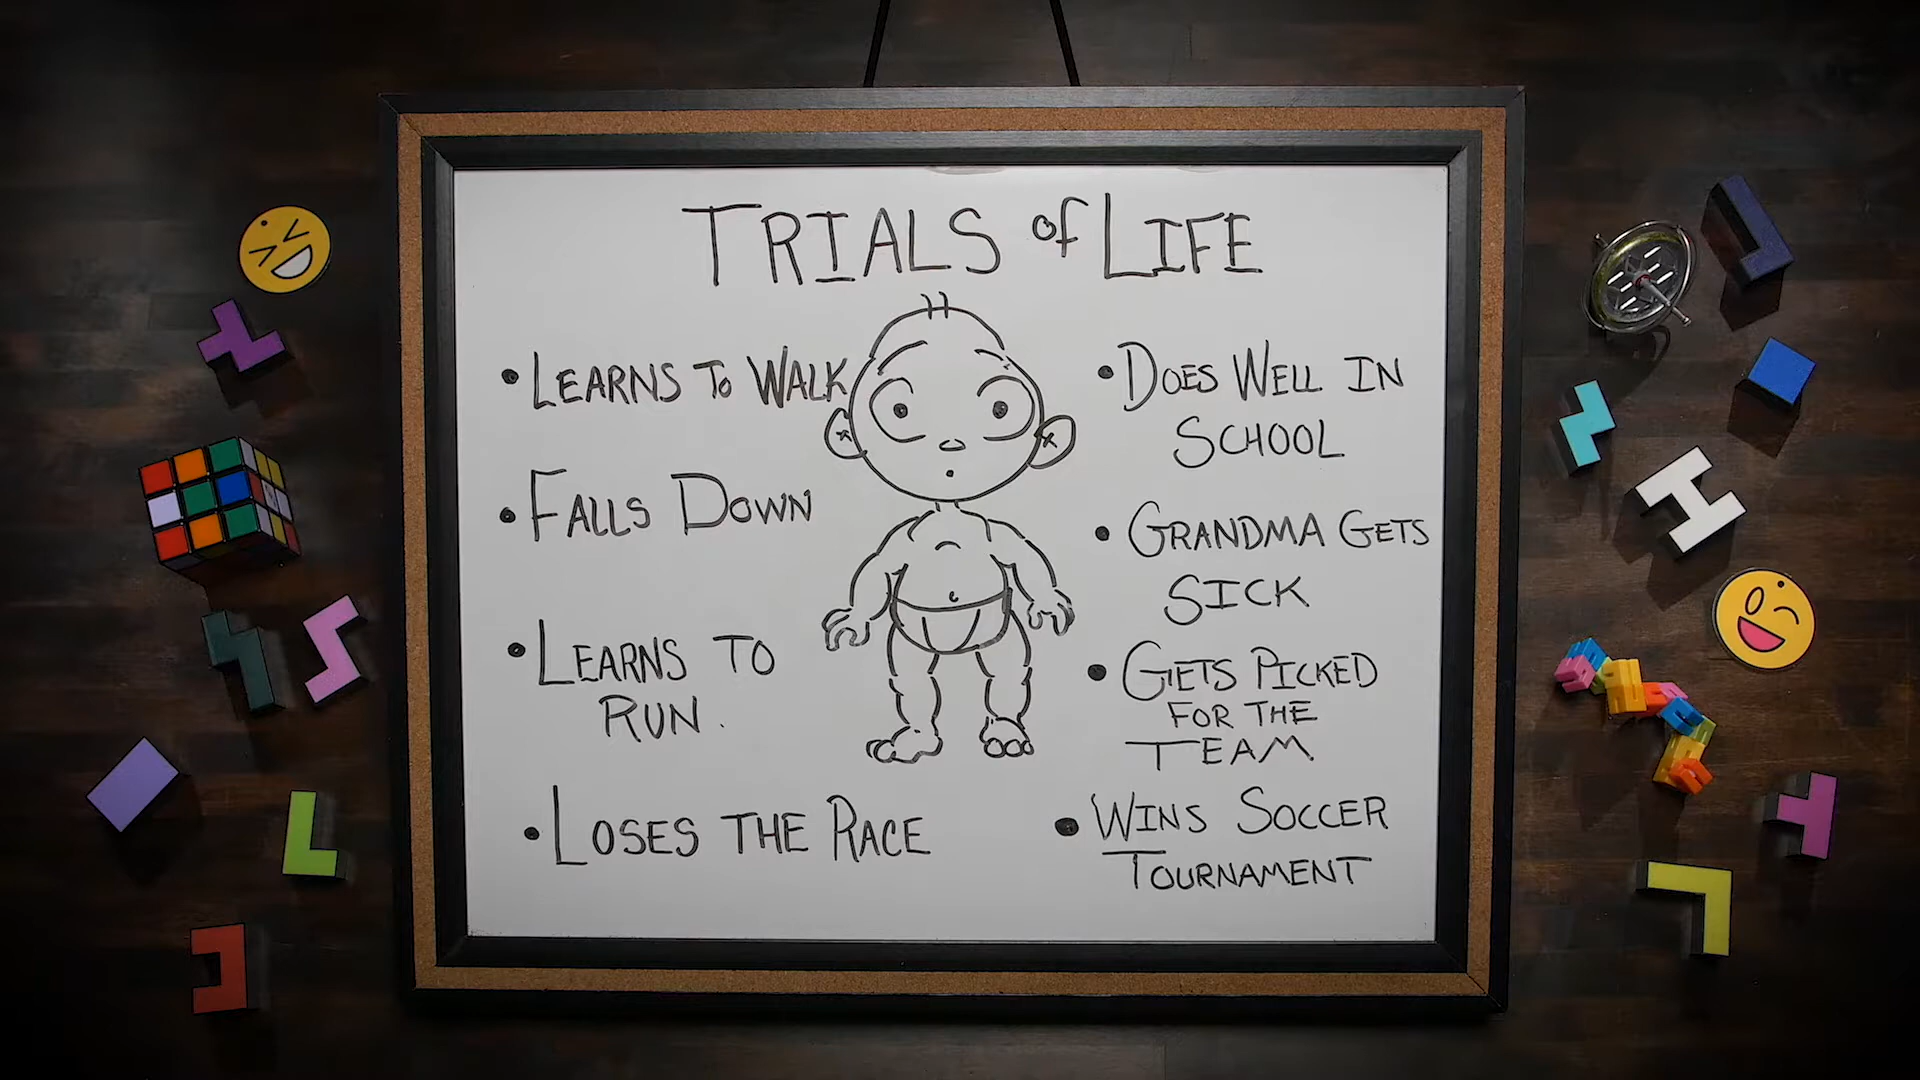 TRIALS of LIFE
• LEARNS TO WALK
• FALLS DOWN
• LEARNS TO
RUN.
• LOSES THE RACE
• DOES WELL IN
SCHOOL
• GRANDMA GETS
SICK
• GETS PICKED
FOR THE
TEAM
• WINS SOCCER
TOURNAMENT